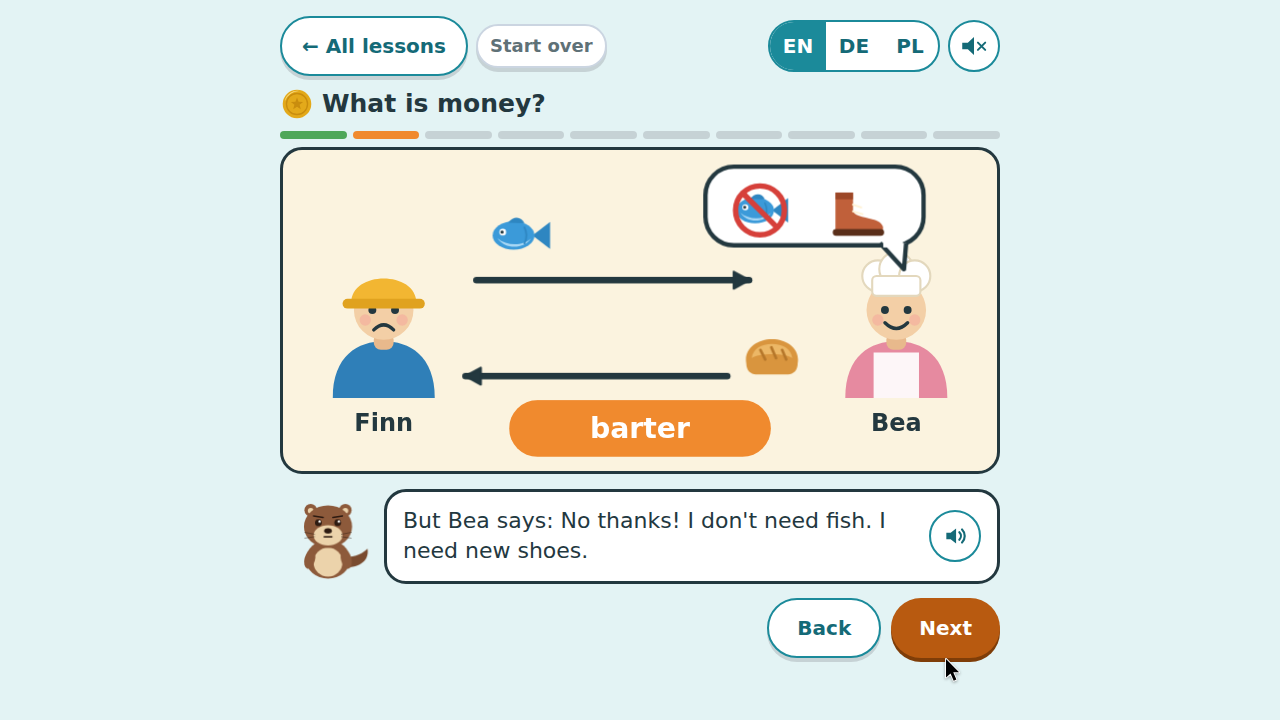 ← All lessons
Start over
EN
DE
PL
What is money?
Finn
Bea
barter
But Bea says: No thanks! I don't need fish. I
need new shoes.
Back
Next